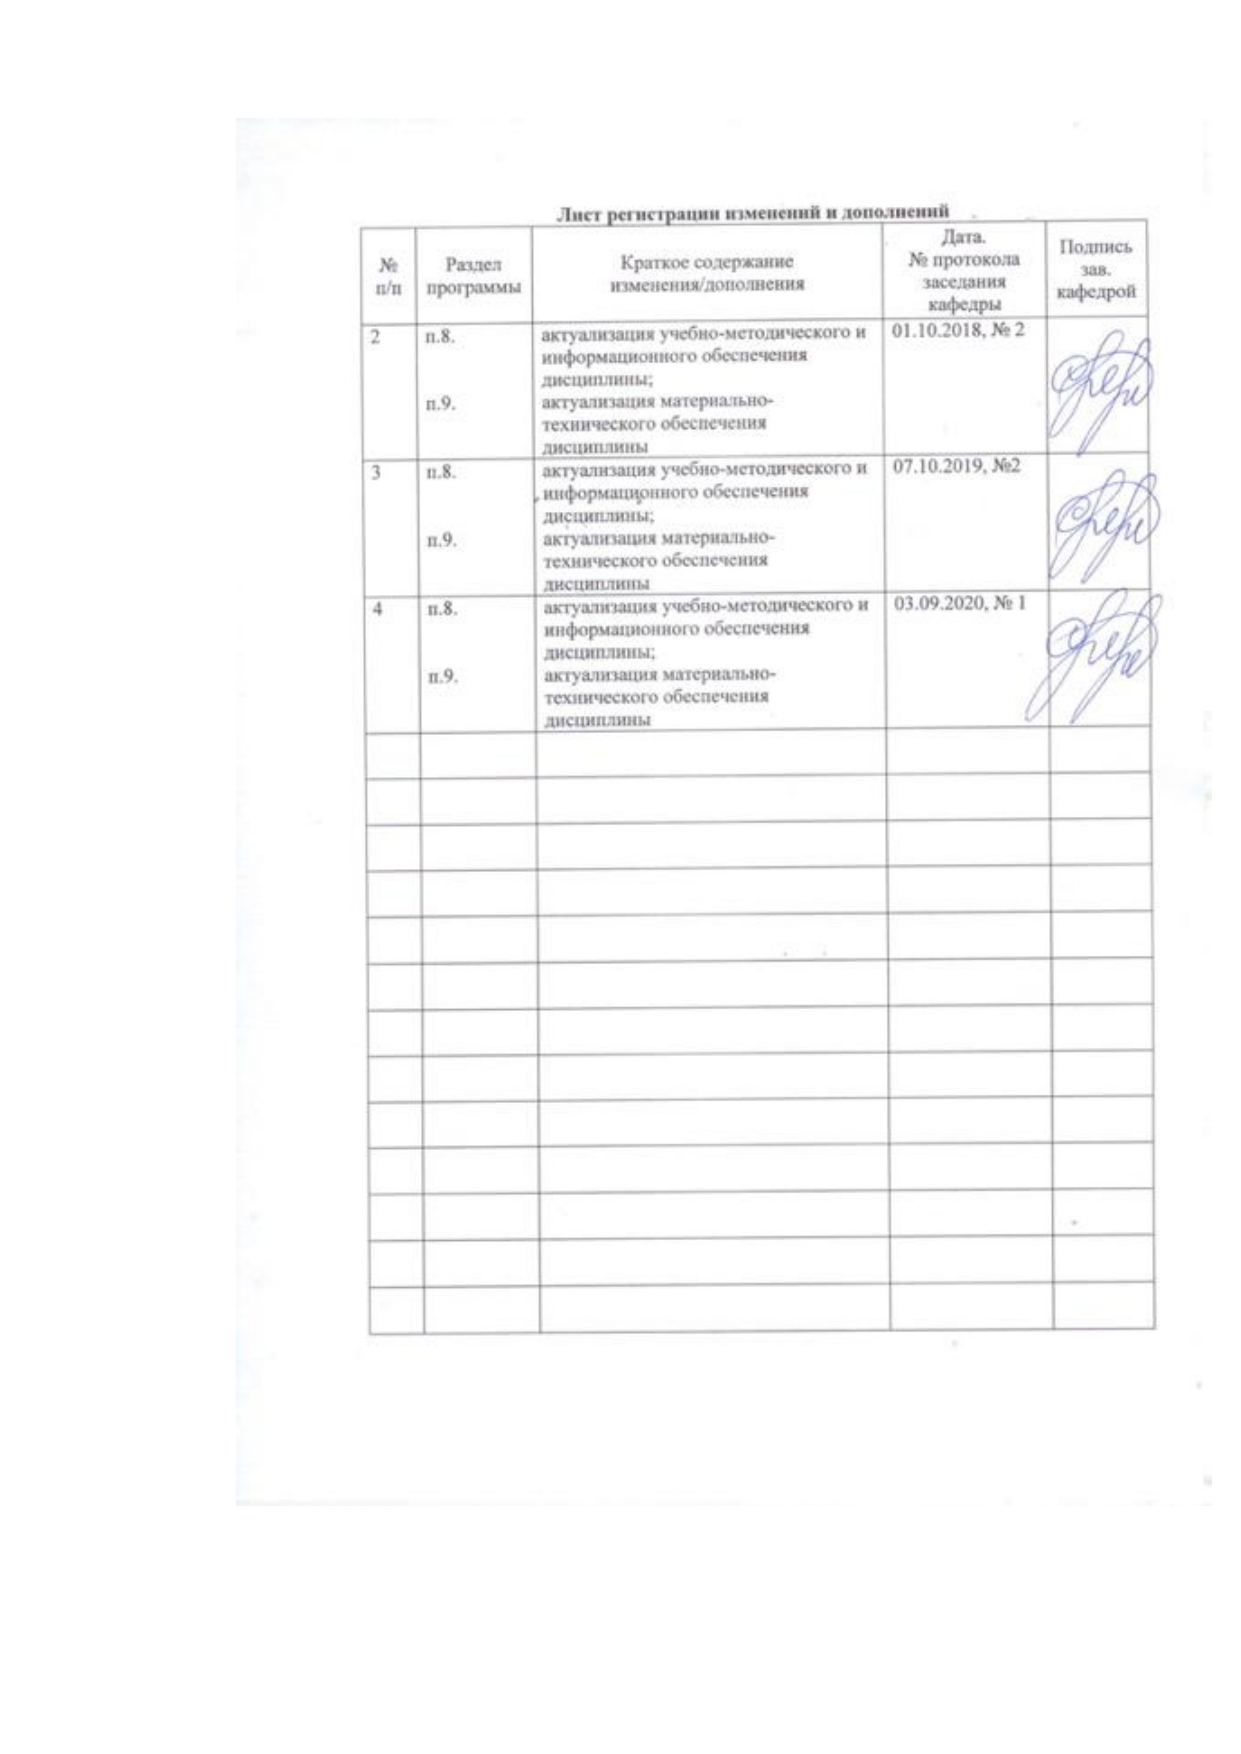 Лист регистрации изменений и дополнений
№ п/п
Раздел программы
Краткое содержание изменения/дополнения
Дата.
№ протокола
заседания
кафедры
Подпись
зав.
кафедрой
2
п.8.
актуализация учебно-методического и
информационного обеспечения
дисциплины;
п.9.
актуализация материально-
технического обеспечения
дисциплины
01.10.2018, № 2
3
п.8.
актуализация учебно-методического и
информационного обеспечения
дисциплины;
п.9.
актуализация материально-
технического обеспечения
дисциплины
07.10.2019, №2
4
п.8.
актуализация учебно-методического и
информационного обеспечения
дисциплины;
п.9.
актуализация материально-
технического обеспечения
дисциплины
03.09.2020, № 1